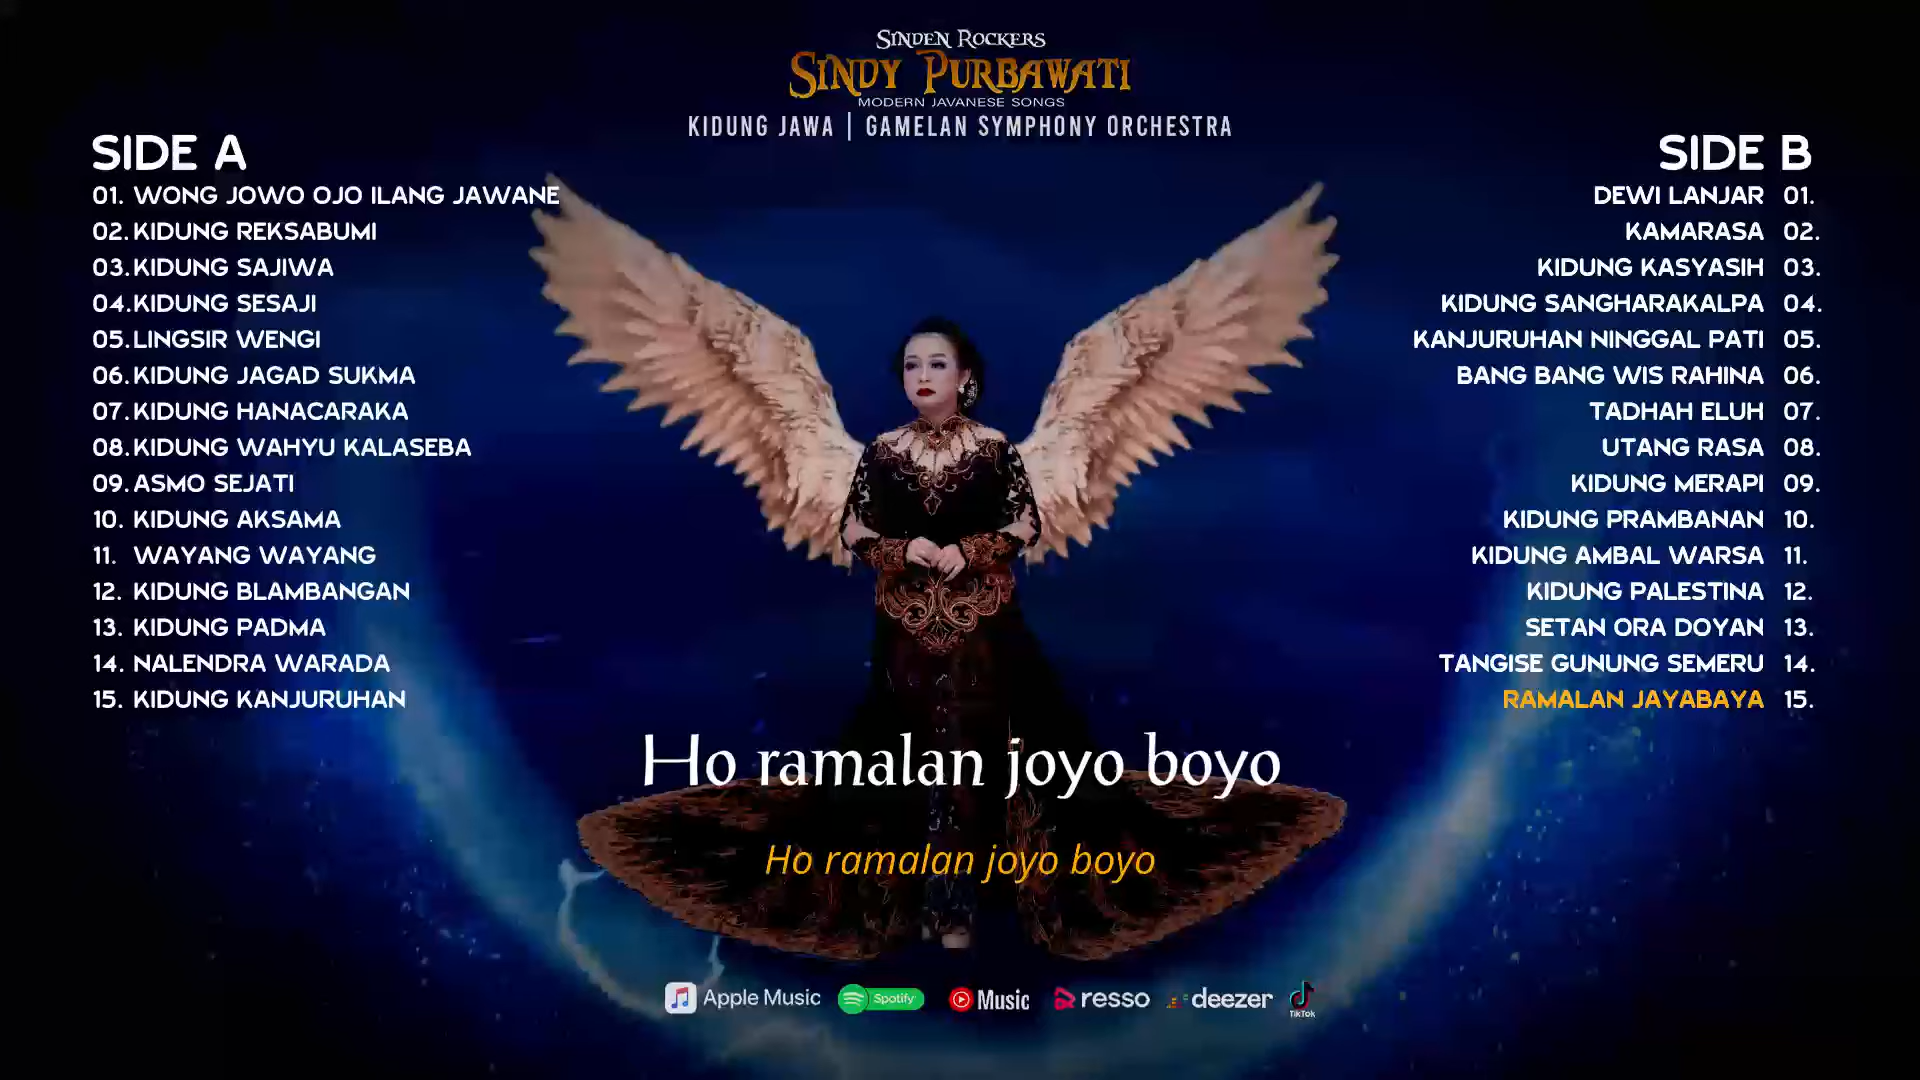 SINDEN ROCKERS
SINDY PURBAWATI
MODERN JAVANESE SONGS
KIDUNG JAWA | GAMELAN SYMPHONY ORCHESTRA
SIDE A
01. WONG JOWO OJO ILANG JAWANE
02. KIDUNG REKSABUMI
03. KIDUNG SAJIWA
04. KIDUNG SESAJI
05. LINGSIR WENGI
06. KIDUNG JAGAD SUKMA
07. KIDUNG HANACARAKA
08. KIDUNG WAHYU KALASEBA
09. ASMO SEJATI
10. KIDUNG AKSAMA
11. WAYANG WAYANG
12. KIDUNG BLAMBANGAN
13. KIDUNG PADMA
14. NALENDRA WARADA
15. KIDUNG KANJURUHAN
SIDE B
DEWI LANJAR 01.
KAMARASA 02.
KIDUNG KASYASIH 03.
KIDUNG SANGHARAKALPA 04.
KANJURUHAN NINGGAL PATI 05.
BANG BANG WIS RAHINA 06.
TADHAH ELUH 07.
UTANG RASA 08.
KIDUNG MERAPI 09.
KIDUNG PRAMBANAN 10.
KIDUNG AMBAL WARSA 11.
KIDUNG PALESTINA 12.
SETAN ORA DOYAN 13.
TANGISE GUNUNG SEMERU 14.
RAMALAN JAYABAYA 15.
Ho ramalan joyo boyo
Ho ramalan joyo boyo
Apple Music Spotify Music resso deezer TikTok